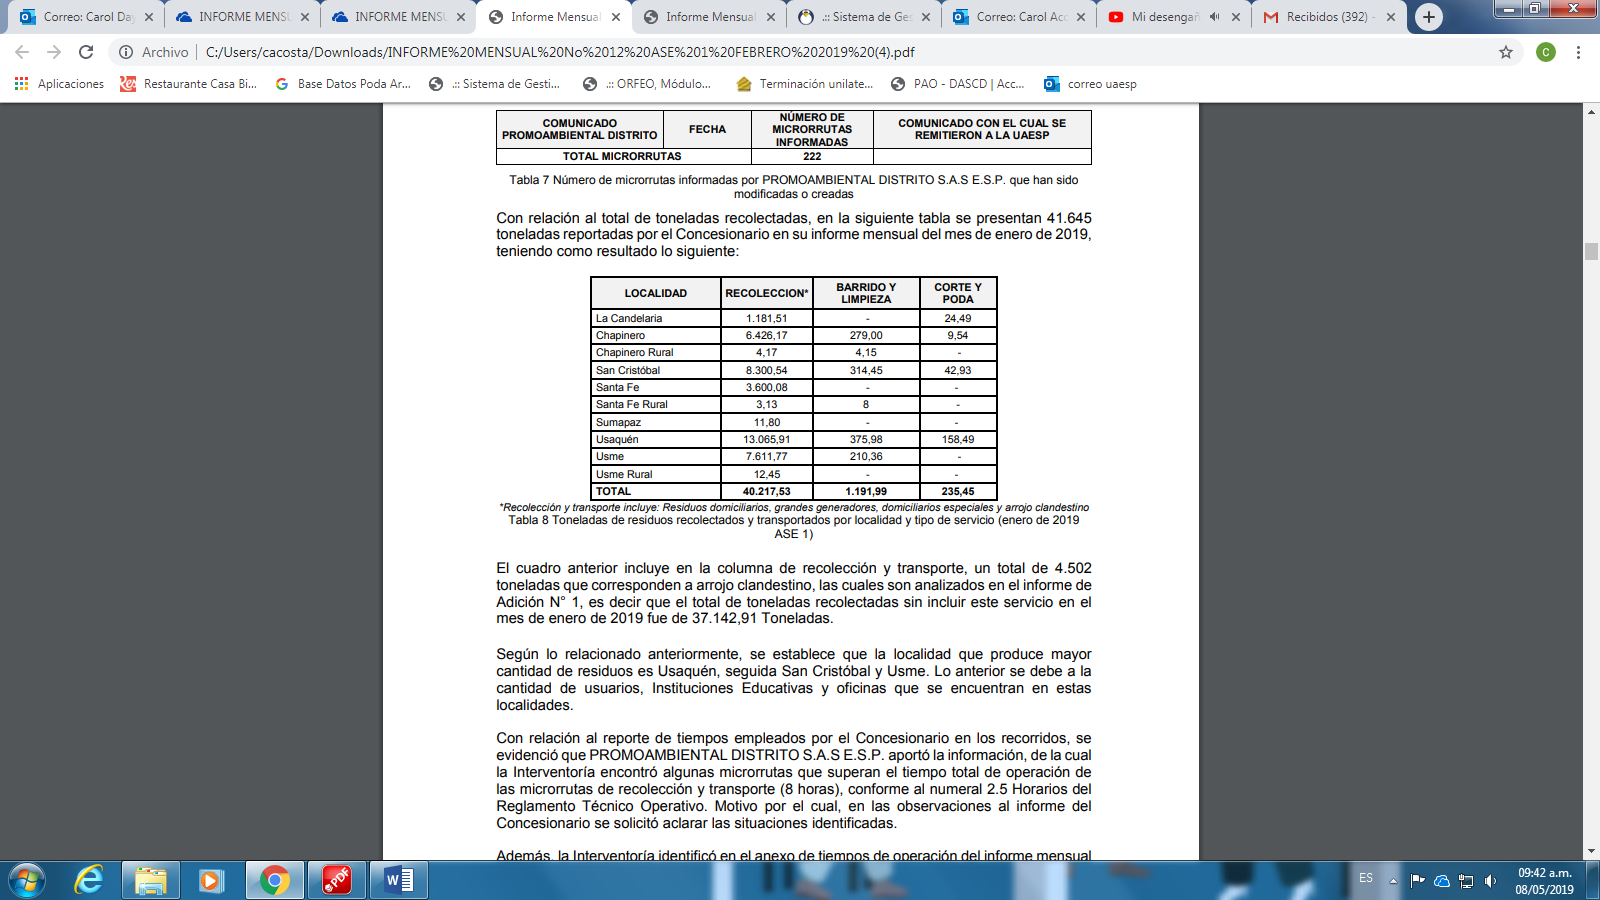 Correo: Carol Day
INFORME MENSU
INFORME MENSU
Informe Mensual
Informe Mensual
.:: Sistema de Ges
Correo: Carol Aco
Mi desengañ
Recibidos (392) -
Archivo | C:/Users/cacosta/Downloads/INFORME%20MENSUAL%20No%2012%20ASE%201%20FEBRERO%202019%20(4).pdf
C
Aplicaciones
Restaurante Casa Bi...
Base Datos Poda Ar...
.:: Sistema de Gesti...
.:: ORFEO, Módulo...
Terminación unilate...
PAO - DASCD | Acc...
correo uaesp
COMUNICADO PROMOAMBIENTAL DISTRITO | FECHA | NÚMERO DE MICRORRUTAS INFORMADAS | COMUNICADO CON EL CUAL SE REMITIERON A LA UAESP
TOTAL MICRORRUTAS 222
Tabla 7 Número de microrrutas informadas por PROMOAMBIENTAL DISTRITO S.A.S E.S.P. que han sido
modificadas o creadas
Con relación al total de toneladas recolectadas, en la siguiente tabla se presentan 41.645
toneladas reportadas por el Concesionario en su informe mensual del mes de enero de 2019,
teniendo como resultado lo siguiente:
LOCALIDAD RECOLECCION* BARRIDO Y LIMPIEZA CORTE Y PODA
La Candelaria 1.181,51 - 24,49
Chapinero 6.426,17 279,00 9,54
Chapinero Rural 4,17 4,15 -
San Cristóbal 8.300,54 314,45 42,93
Santa Fe 3.600,08 - -
Santa Fe Rural 3,13 8 -
Sumapaz 11,80 - -
Usaquén 13.065,91 375,98 158,49
Usme 7.611,77 210,36 -
Usme Rural 12,45 - -
TOTAL 40.217,53 1.191,99 235,45
*Recolección y transporte incluye: Residuos domiciliarios, grandes generadores, domiciliarios especiales y arrojo clandestino
Tabla 8 Toneladas de residuos recolectados y transportados por localidad y tipo de servicio (enero de 2019
ASE 1)
El cuadro anterior incluye en la columna de recolección y transporte, un total de 4.502
toneladas que corresponden a arrojo clandestino, las cuales son analizados en el informe de
Adición N° 1, es decir que el total de toneladas recolectadas sin incluir este servicio en el
mes de enero de 2019 fue de 37.142,91 Toneladas.
Según lo relacionado anteriormente, se establece que la localidad que produce mayor
cantidad de residuos es Usaquén, seguida San Cristóbal y Usme. Lo anterior se debe a la
cantidad de usuarios, Instituciones Educativas y oficinas que se encuentran en estas
localidades.
Con relación al reporte de tiempos empleados por el Concesionario en los recorridos, se
evidenció que PROMOAMBIENTAL DISTRITO S.A.S E.S.P. aportó la información, de la cual
la Interventoría encontró algunas microrrutas que superan el tiempo total de operación de
las microrrutas de recolección y transporte (8 horas), conforme al numeral 2.5 Horarios del
Reglamento Técnico Operativo. Motivo por el cual, en las observaciones al informe del
Concesionario se solicitó aclarar las situaciones identificadas.
Además, la Interventoría identificó en el anexo de tiempos de operación del informe mensual
PDF
ES
09:42 a.m.
08/05/2019